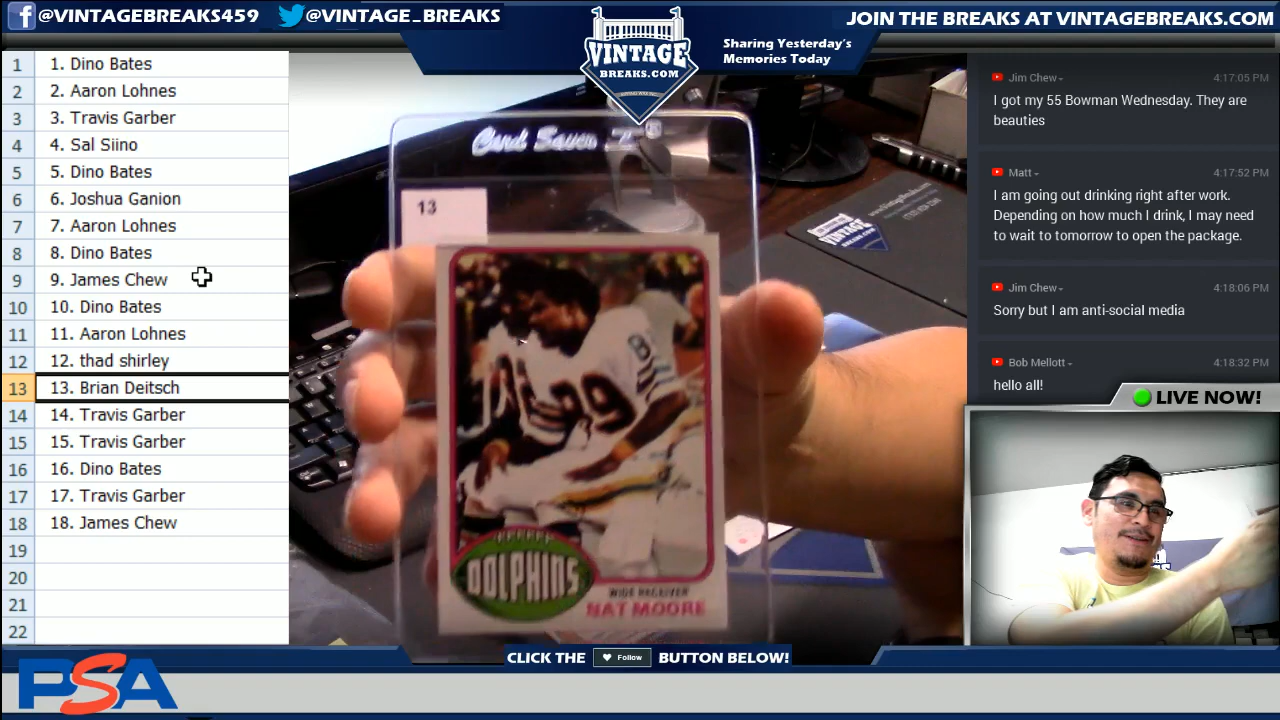 @VINTAGEBREAKS459
@VINTAGE_BREAKS
VINTAGE
BREAKS.COM
Sharing Yesterday's
Memories Today
JOIN THE BREAKS AT VINTAGEBREAKS.COM
1 1. Dino Bates
2 2. Aaron Lohnes
3 3. Travis Garber
4 4. Sal Siino
5 5. Dino Bates
6 6. Joshua Ganion
7 7. Aaron Lohnes
8 8. Dino Bates
9 9. James Chew
10 10. Dino Bates
11 11. Aaron Lohnes
12 12. thad shirley
13 13. Brian Deitsch
14 14. Travis Garber
15 15. Travis Garber
16 16. Dino Bates
17 17. Travis Garber
18 18. James Chew
19
20
21
22
Card Saver
13
89
DOLPHINS
WIDE RECEIVER
NAT MOORE
VINTAGE
Jim Chew 4:17:05 PM
I got my 55 Bowman Wednesday. They are
beauties
Matt 4:17:52 PM
I am going out drinking right after work.
Depending on how much I drink, I may need
to wait to tomorrow to open the package.
Jim Chew 4:18:06 PM
Sorry but I am anti-social media
Bob Mellott 4:18:32 PM
hello all!
LIVE NOW!
CLICK THE Follow BUTTON BELOW!
PSA